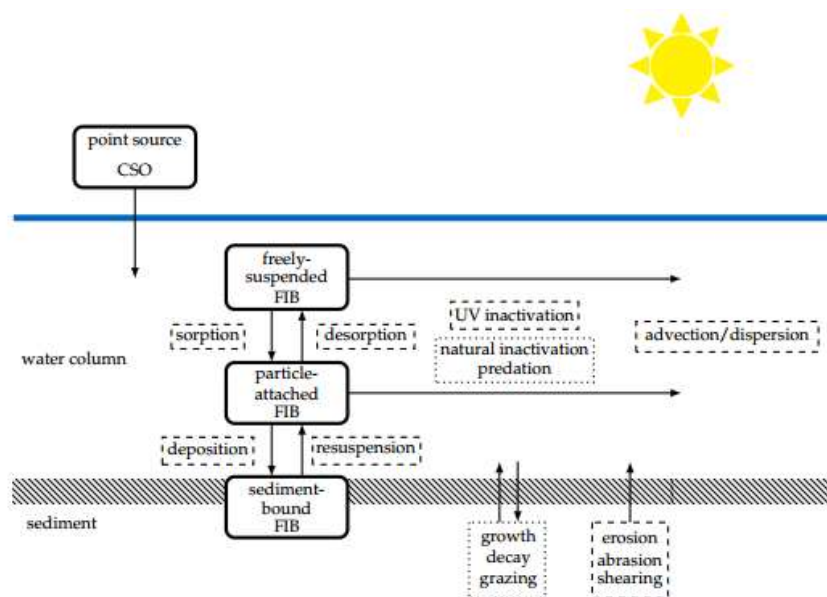 point source
CSO
freely-
suspended
FIB
UV inactivation
sorption
desorption
advection/dispersion
natural inactivation
predation
water column
particle-
attached
FIB
deposition
resuspension
sediment-
bound
FIB
sediment
growth
decay
grazing
erosion
abrasion
shearing